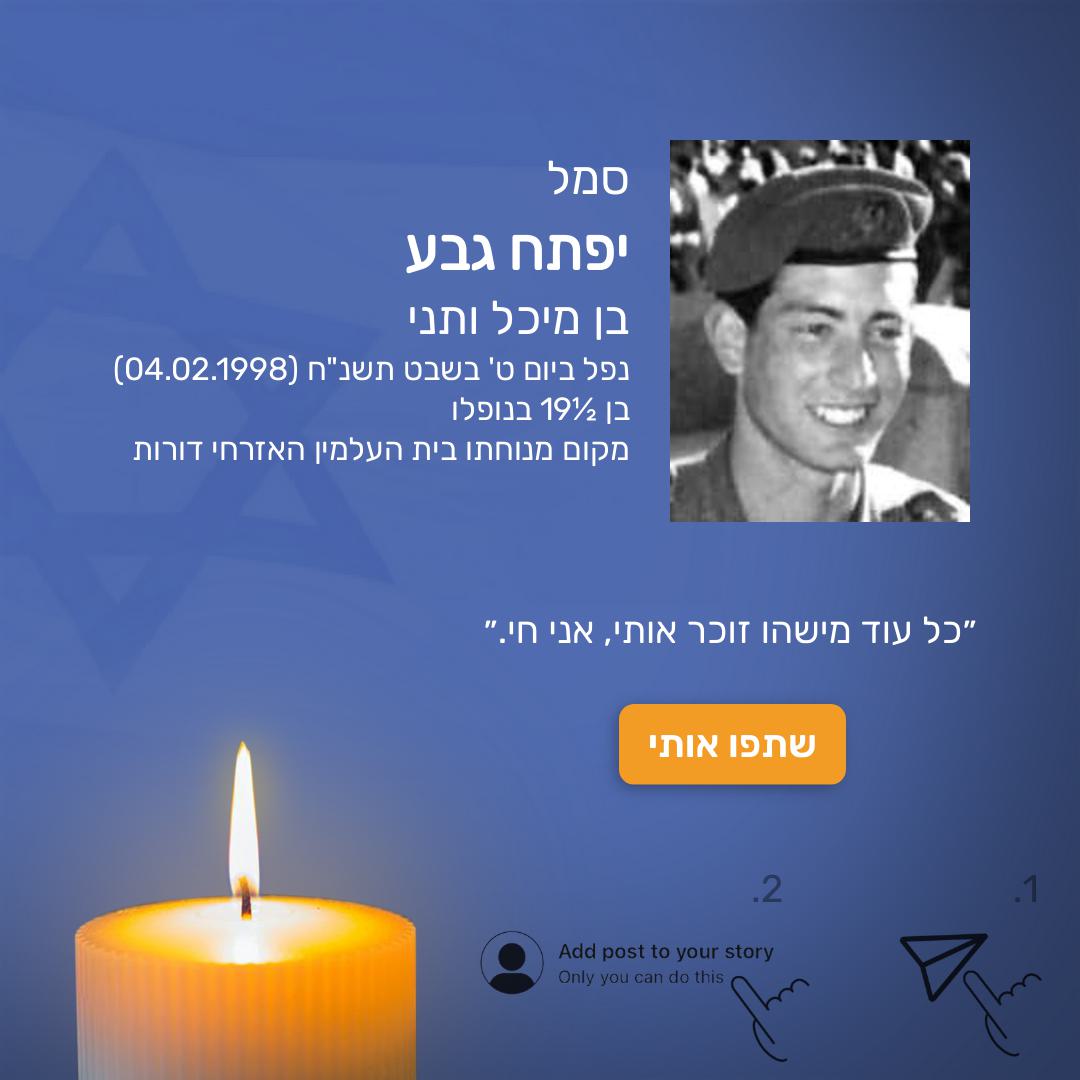 סמל
יפתח גבע
בן מיכל ותני
נפל ביום ט' בשבט תשנ"ח (04.02.1998)
בן 19½ בנופלו
מקום מנוחתו בית העלמין האזרחי דורות
"כל עוד מישהו זוכר אותי, אני חי."
שתפו אותי
1.
2.
Add post to your story
Only you can do this